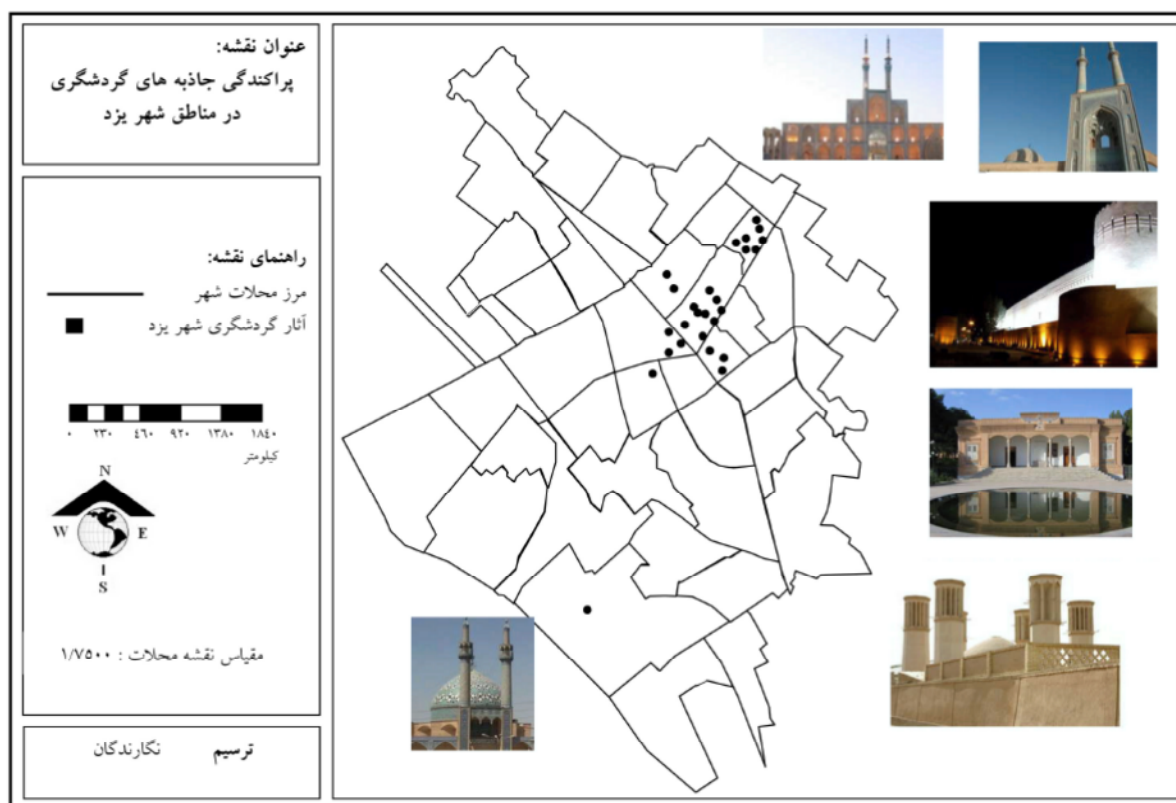 عنوان نقشه:
پراکندگی جاذبه های گردشگری
در مناطق شهر یزد
راهنمای نقشه:
مرز محلات شهر
آثار گردشگری شهر یزد
۰ ۲۳۰ ۴۶۰ ۹۲۰ ۱۳۸۰ ۱۸٤۰
کیلومتر
N
W E
S
مقیاس نقشه محلات : ۱/۷۵۰۰
ترسیم نگارندگان